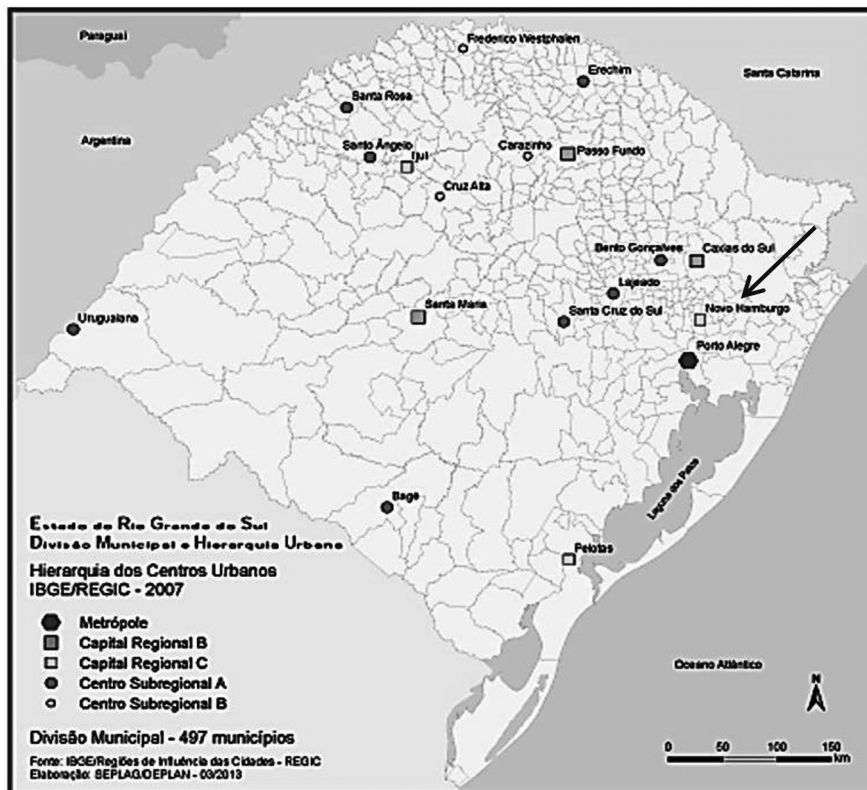 Paraguai
Frederico Westphalen
Erechim
Santa Catarina
Santa Rosa
Argentina
Santo Ângelo
Ijuí
Carazinho
Passo Fundo
Cruz Alta
Bento Gonçalves
Caxias do Sul
Lajeado
Santa Maria
Santa Cruz do Sul
Novo Hamburgo
Uruguaiana
Porto Alegre
Laguna dos Patos
Bagé
Pelotas
Oceano Atlântico
Estado do Rio Grande do Sul
Divisão Municipal e Hierarquia Urbana
Hierarquia dos Centros Urbanos
IBGE/REGIC - 2007
Metrópole
Capital Regional B
Capital Regional C
Centro Subregional A
Centro Subregional B
Divisão Municipal - 497 municípios
Fonte: IBGE/Regiões de Influência das Cidades - REGIC
Elaboração: SEPLAG/DEPLAN - 03/2013
N
0 50 100 150
km